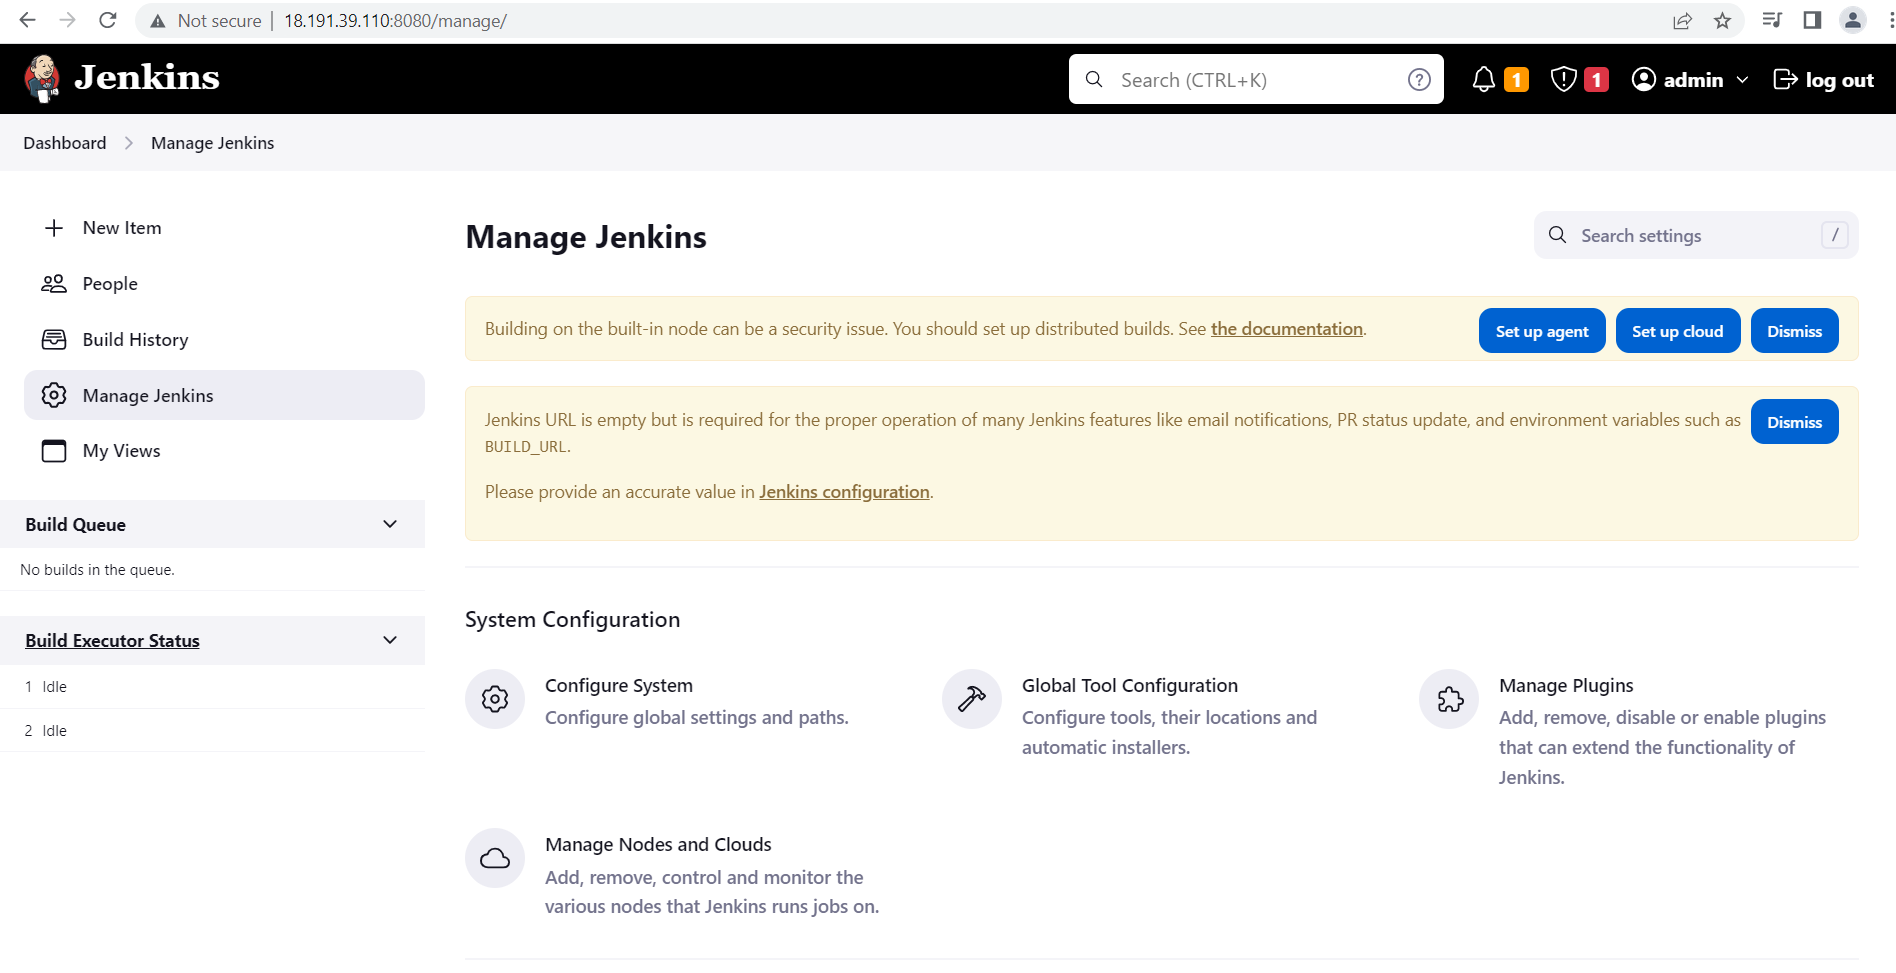 Not secure | 18.191.39.110:8080/manage/
Jenkins
Search (CTRL+K)
?
1
1
admin
log out
Dashboard
Manage Jenkins
New Item
People
Build History
Manage Jenkins
My Views
Build Queue
No builds in the queue.
Build Executor Status
1 Idle
2 Idle
Manage Jenkins
Search settings
/
Building on the built-in node can be a security issue. You should set up distributed builds. See the documentation.
Set up agent
Set up cloud
Dismiss
Jenkins URL is empty but is required for the proper operation of many Jenkins features like email notifications, PR status update, and environment variables such as
BUILD_URL.
Dismiss
Please provide an accurate value in Jenkins configuration.
System Configuration
Configure System
Configure global settings and paths.
Global Tool Configuration
Configure tools, their locations and
automatic installers.
Manage Plugins
Add, remove, disable or enable plugins
that can extend the functionality of
Jenkins.
Manage Nodes and Clouds
Add, remove, control and monitor the
various nodes that Jenkins runs jobs on.